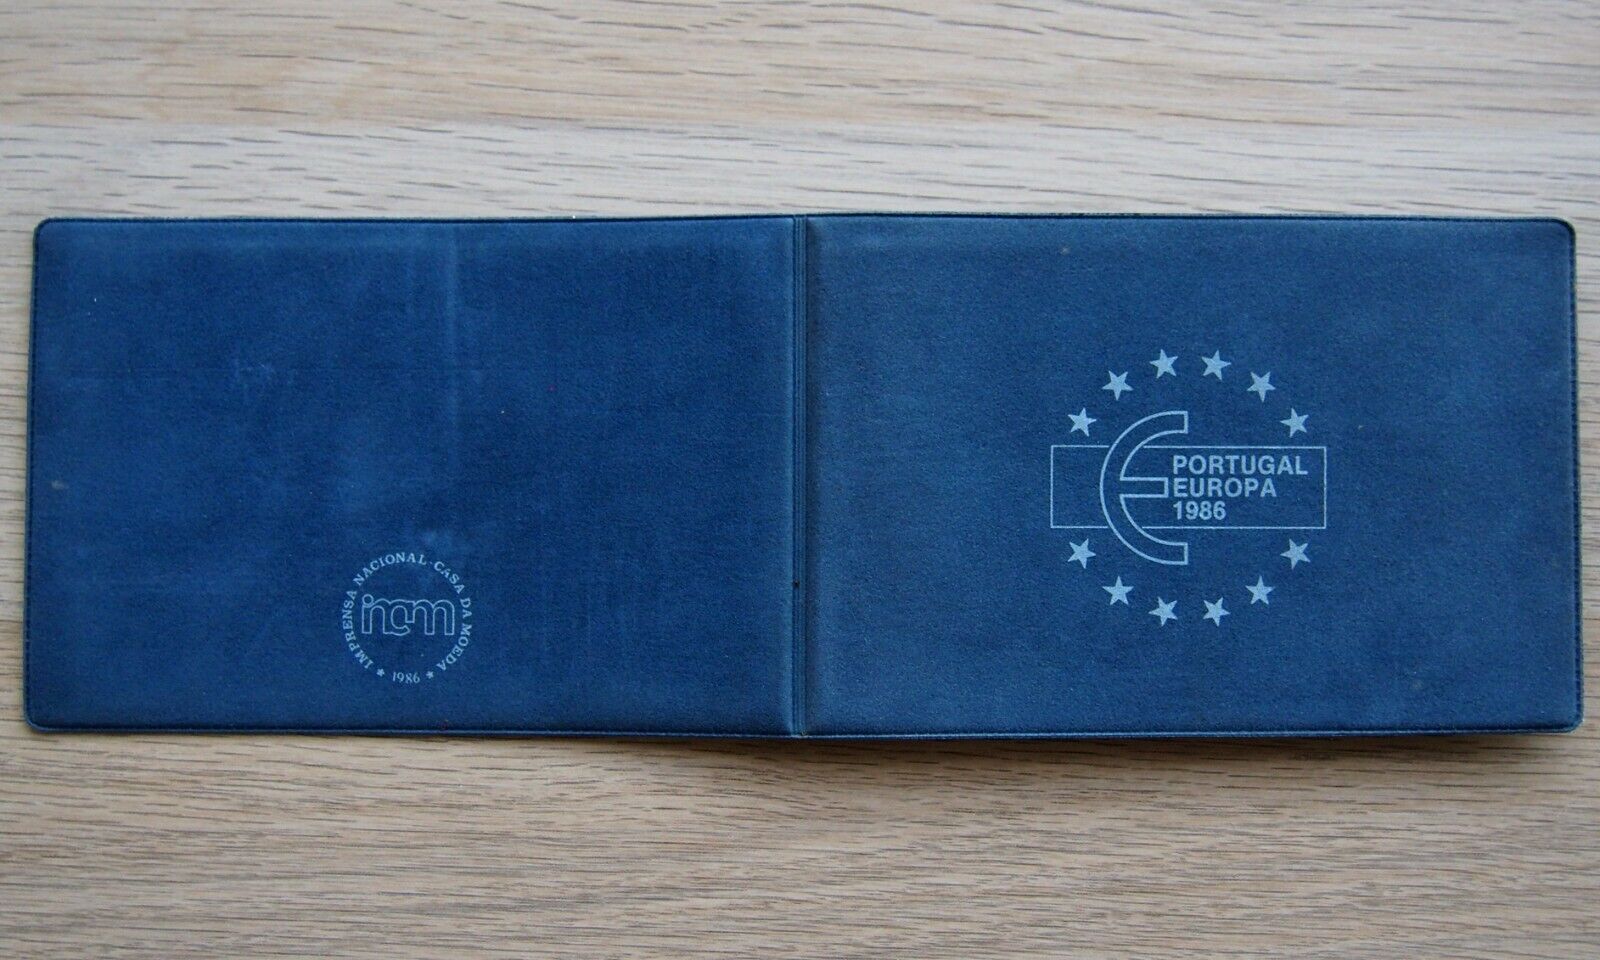 IMPRENSA NACIONAL-CASA DA MOEDA
incm
* 1986 *
PORTUGAL
EUROPA
1986